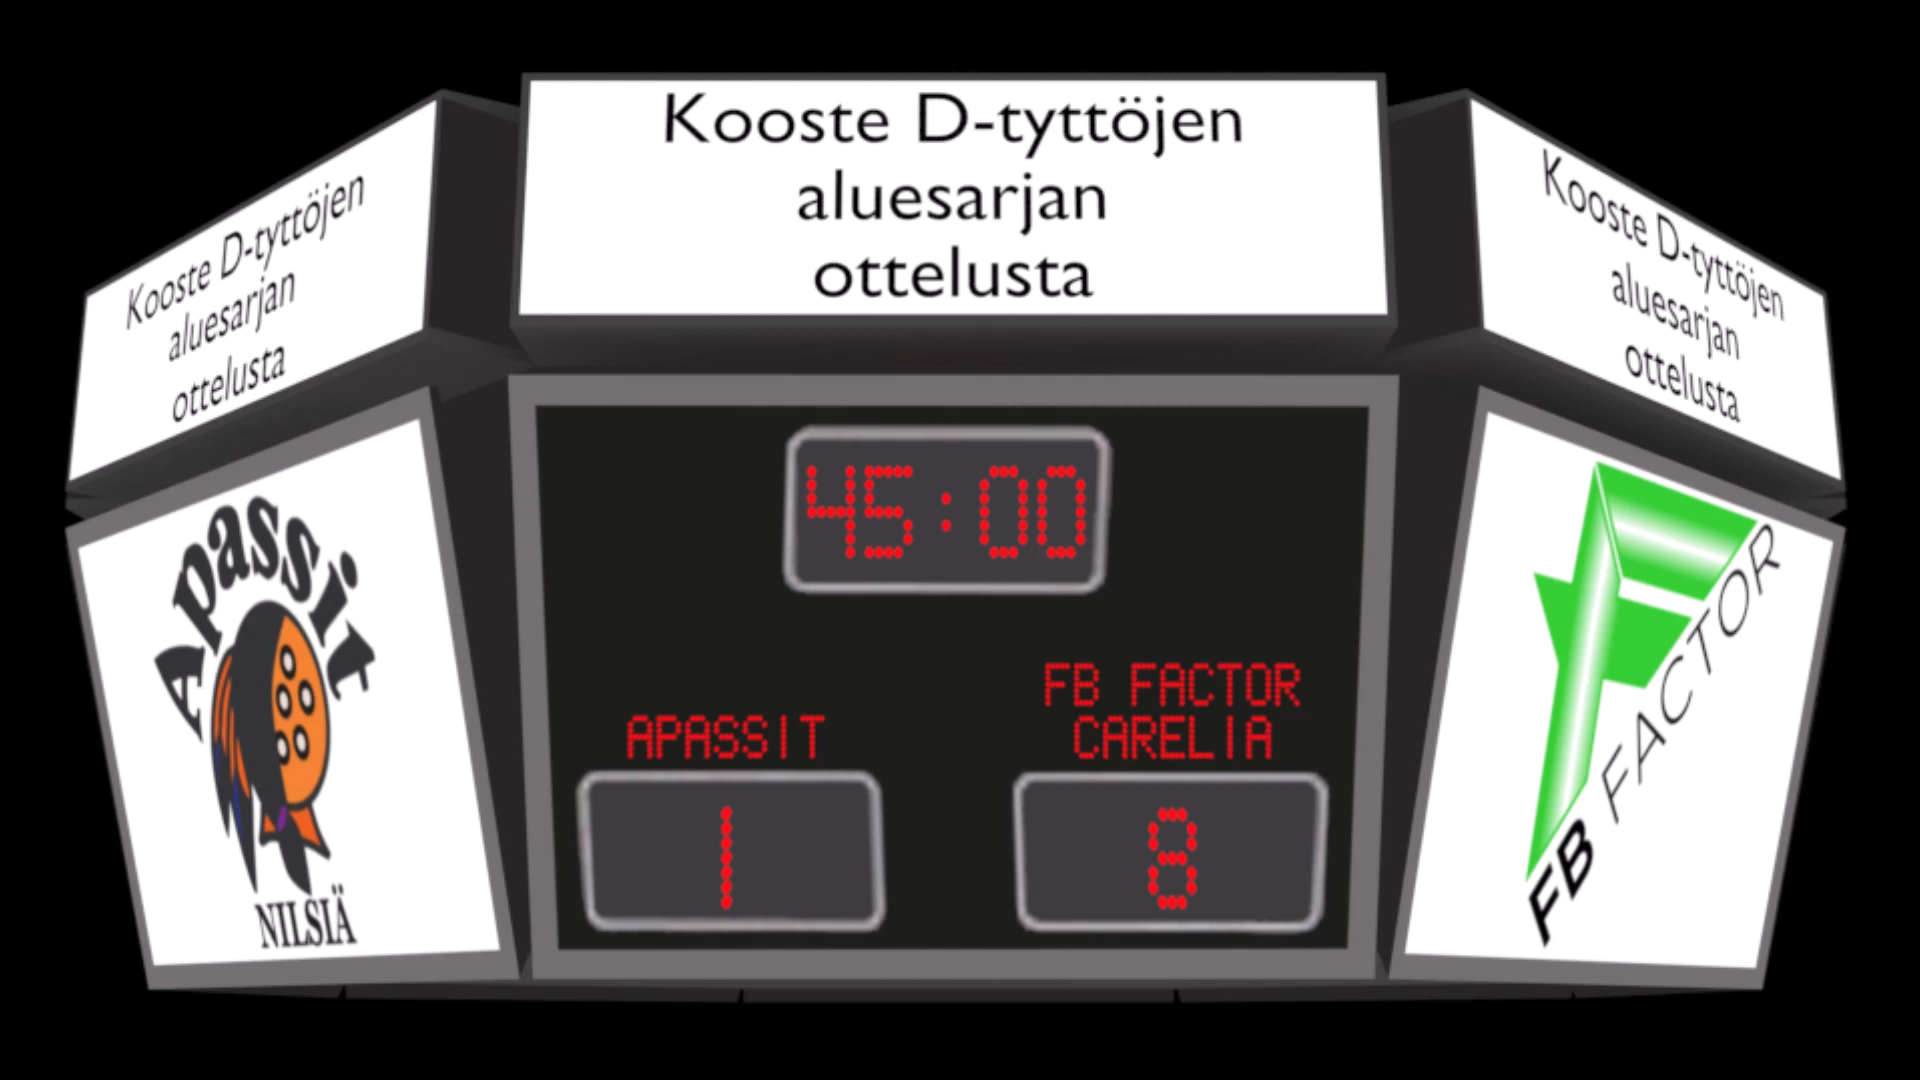 Kooste D-tyttöjen
aluesarjan
ottelusta
Kooste D-tyttöjen
aluesarjan
ottelusta
Kooste D-tyttöjen
aluesarjan
ottelusta
Apassit
NILSIÄ
45:00
APASSIT
1
FB FACTOR
CARELIA
8
FB FACTOR